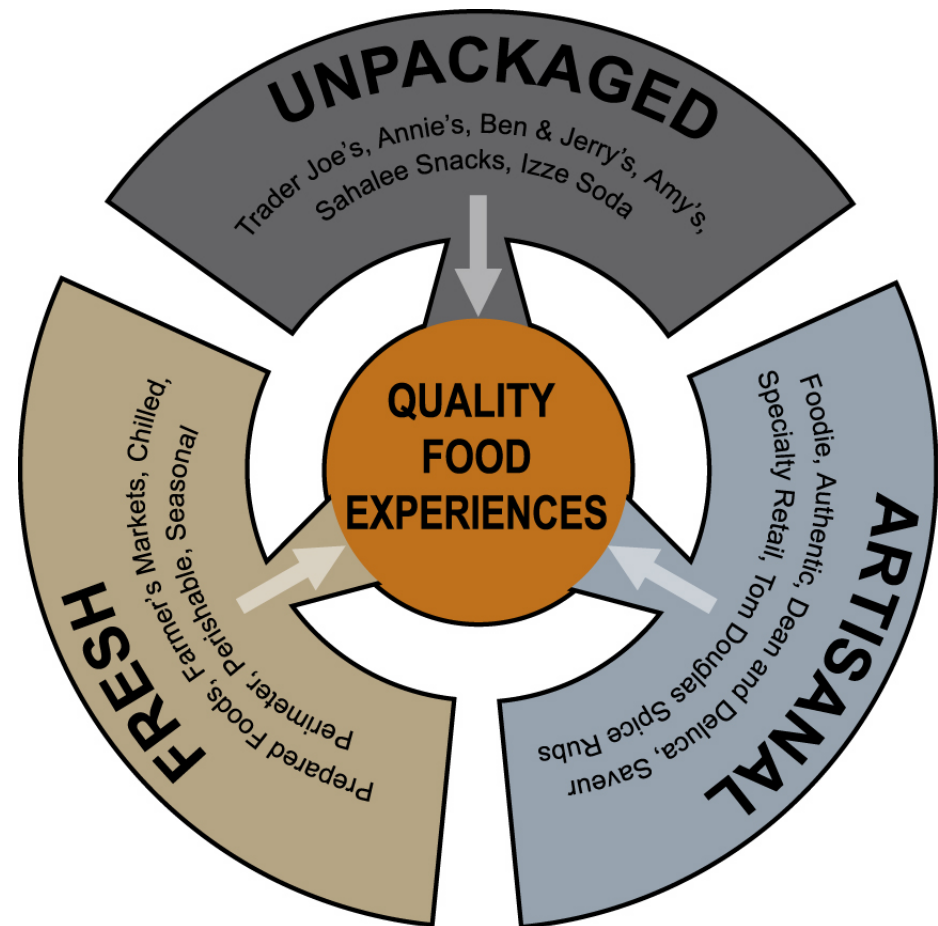 UNPACKAGED
Trader Joe's, Annie's, Ben & Jerry's, Amy's,
Sahalee Snacks, Izze Soda
QUALITY
FOOD
EXPERIENCES
FRESH
Prepared Foods, Farmer's Markets, Chilled,
Perimeter, Perishable, Seasonal
ARTISANAL
Foodie, Authentic, Dean and Deluca, Saveur
Specialty Retail, Tom Douglas Spice Rubs